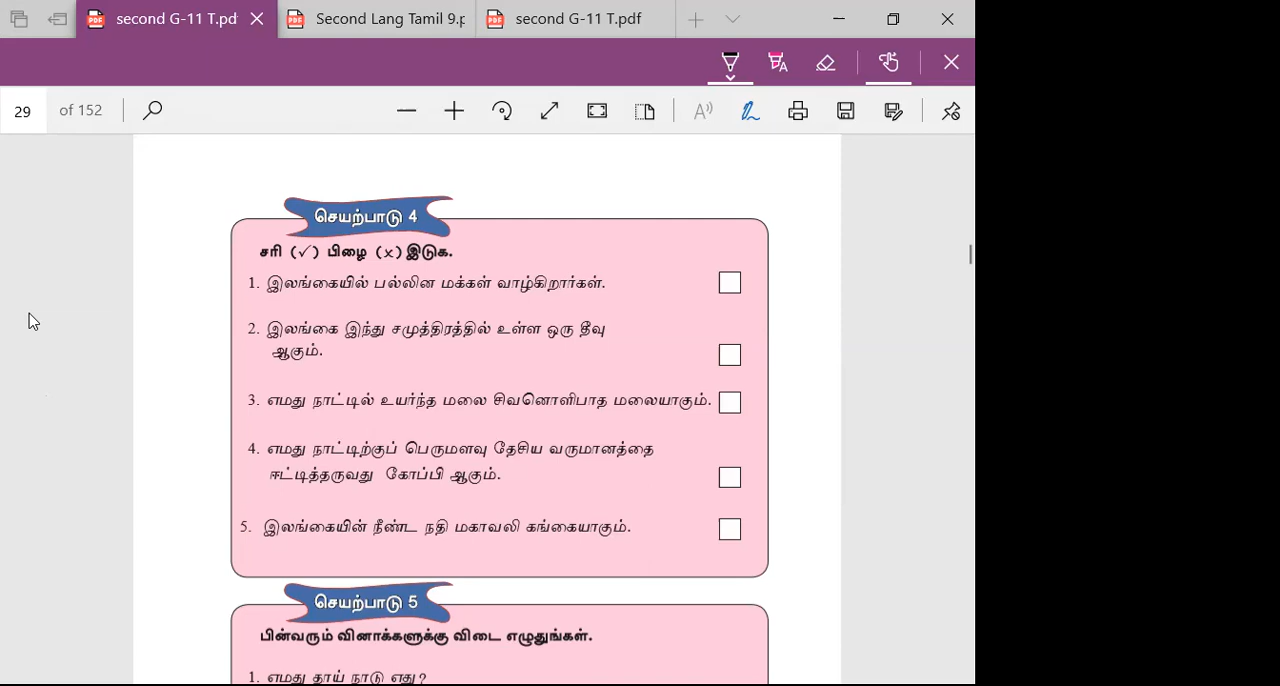 second G-11 T.pd
Second Lang Tamil 9.p
second G-11 T.pdf
29 of 152
செயற்பாடு 4
சரி (✓) பிழை (x) இடுக.
1. இலங்கையில் பல்லின மக்கள் வாழ்கிறார்கள்.
2. இலங்கை இந்து சமுத்திரத்தில் உள்ள ஒரு தீவு
ஆகும்.
3. எமது நாட்டில் உயர்ந்த மலை சிவனொளிபாத மலையாகும்.
4. எமது நாட்டிற்குப் பெருமளவு தேசிய வருமானத்தை
ஈட்டித்தருவது கோப்பி ஆகும்.
5. இலங்கையின் நீண்ட நதி மகாவலி கங்கையாகும்.
செயற்பாடு 5
பின்வரும் வினாக்களுக்கு விடை எழுதுங்கள்.
1. எமது தாய் நாடு எது?